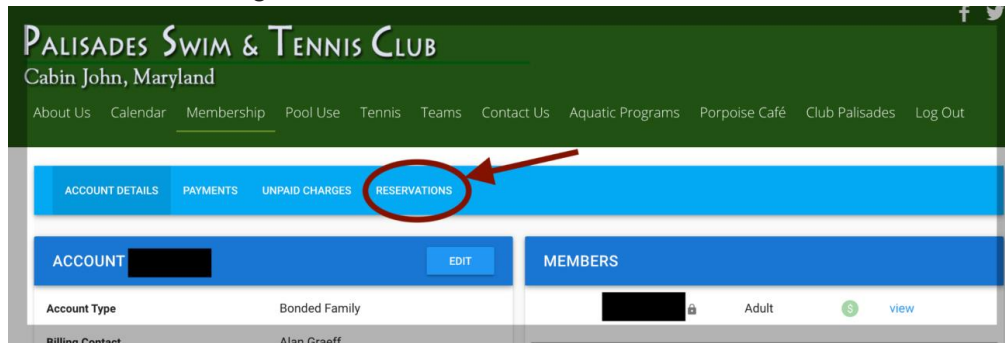 PALISADES SWIM & TENNIS CLUB
Cabin John, Maryland
About Us Calendar Membership Pool Use Tennis Teams Contact Us Aquatic Programs Porpoise Café Club Palisades Log Out
ACCOUNT DETAILS PAYMENTS UNPAID CHARGES RESERVATIONS
ACCOUNT EDIT MEMBERS
Account Type Bonded Family Adult $ view
Billing Contact Alan Graeff